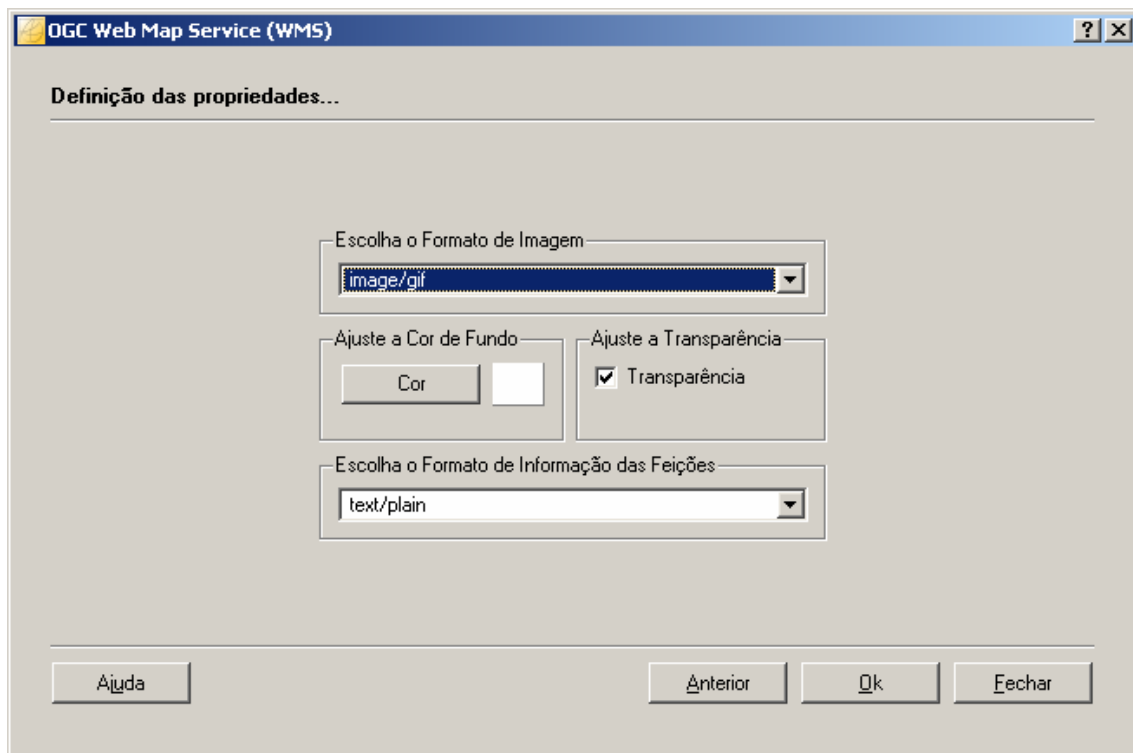 OGC Web Map Service (WMS)
Definição das propriedades...
Escolha o Formato de Imagem
image/gif
Ajuste a Cor de Fundo
Ajuste a Transparência
Cor
Transparência
Escolha o Formato de Informação das Feições
text/plain
Ajuda
Anterior
Ok
Fechar